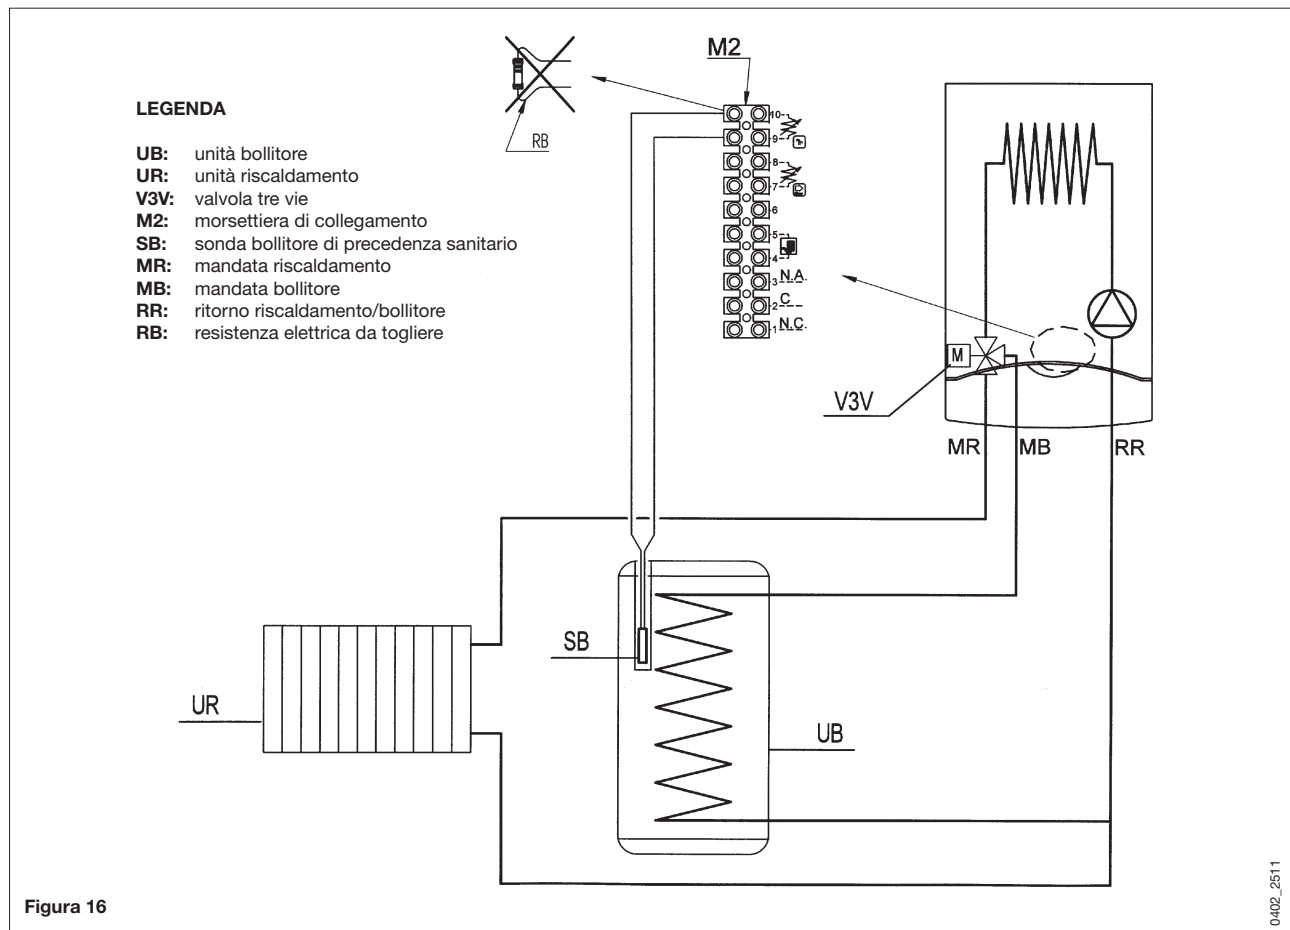 LEGENDA
UB: unità bollitore
UR: unità riscaldamento
V3V: valvola tre vie
M2: morsettiera di collegamento
SB: sonda bollitore di precedenza sanitario
MR: mandata riscaldamento
MB: mandata bollitore
RR: ritorno riscaldamento/bollitore
RB: resistenza elettrica da togliere
RB
M2
10
9
8
7
6
5
4
3 N.A.
2 C
1 N.C.
M
V3V
MR MB RR
SB
UR
UB
Figura 16
0402_2511